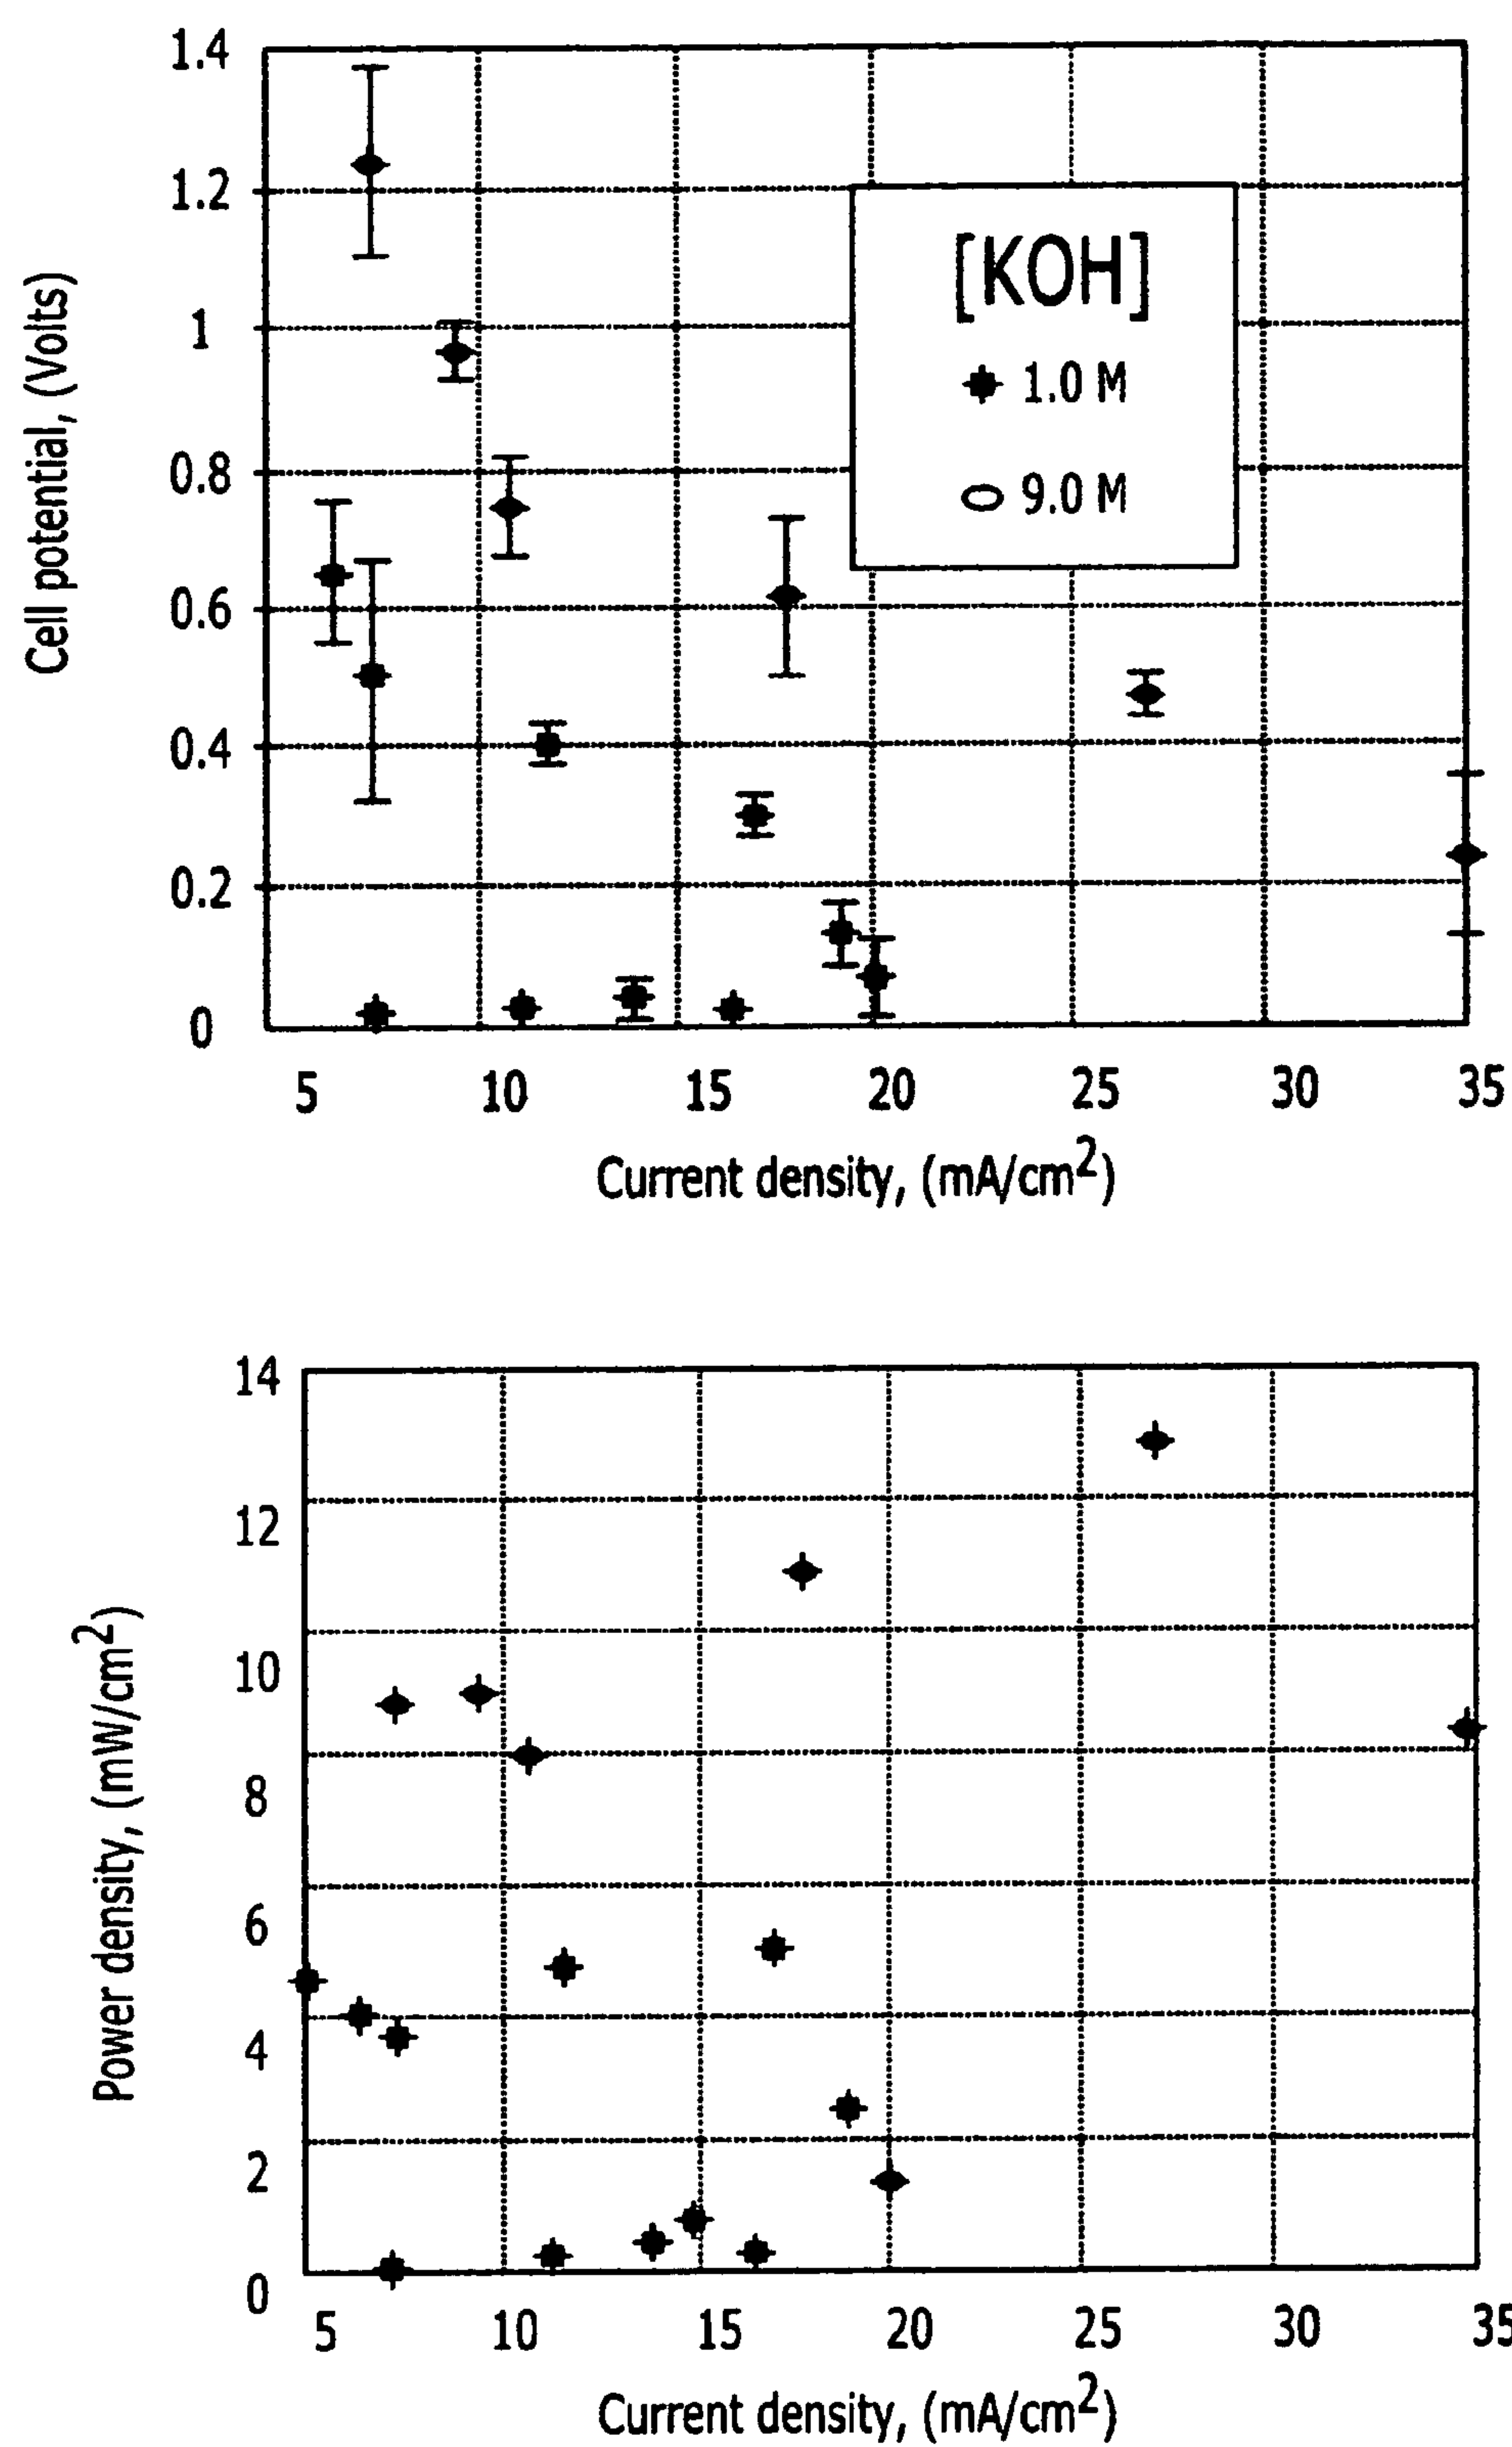 1.4
1.2
1
0.8
0.6
0.4
0.2
0
Cell potential, (Volts)
[KOH]
1.0 M
9.0 M
5 10 15 20 25 30 35
Current density, (mA/cm²)
14
12
10
8
6
4
2
0
Power density, (mW/cm²)
5 10 15 20 25 30 35
Current density, (mA/cm²)